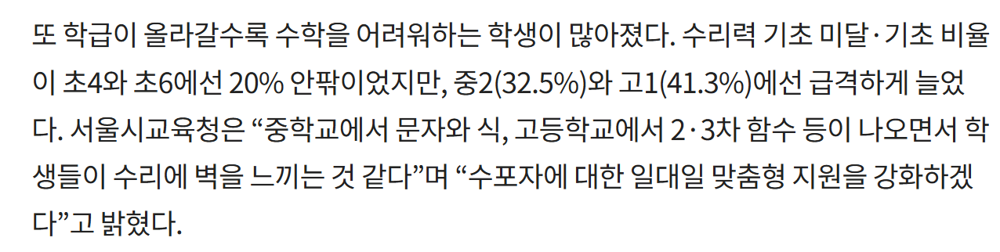 또 학급이 올라갈수록 수학을 어려워하는 학생이 많아졌다. 수리력 기초 미달·기초 비율
이 초4와 초6에선 20% 안팎이었지만, 중2(32.5%)와 고1(41.3%)에선 급격하게 늘었
다. 서울시교육청은 “중학교에서 문자와 식, 고등학교에서 2·3차 함수 등이 나오면서 학
생들이 수리에 벽을 느끼는 것 같다”며 “수포자에 대한 일대일 맞춤형 지원을 강화하겠
다”고 밝혔다.